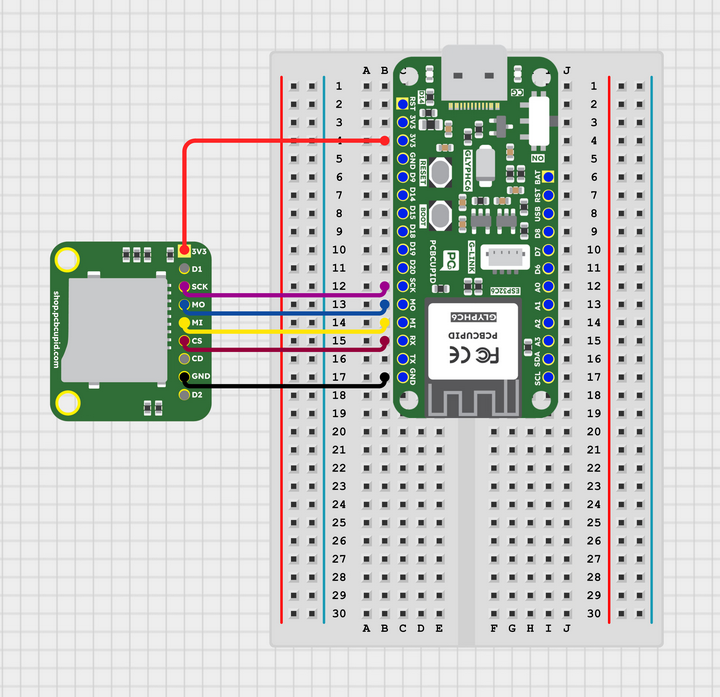 A B J
1 1
2 2
3 3
4 4
5 5
6 6
7 7
8 8
9 9
10 10
11 11
12 12
13 13
14 14
15 15
16 16
17 17
18 18
19 19
20 20
21 21
22 22
23 23
24 24
25 25
26 26
27 27
28 28
29 29
30 30
A B C D E F G H I J
shop.pcbcupid.com
3V3
D1
SCK
MO
MI
CS
CD
GND
D2
RST
3V3
3V3
GND
D9
D14
D15
D18
D19
D20
SCK
MO
MI
RX
TX
GND
D14
CG
ON
GLYPHC6
RESET
BOOT
PCBCUPID
PC
G-LINK
ESP32C6
BAT
RST
USB
D8
D7
D6
A0
A1
A2
A3
SDA
SCL
GLYPHC6
PCBCUPID
CE FC